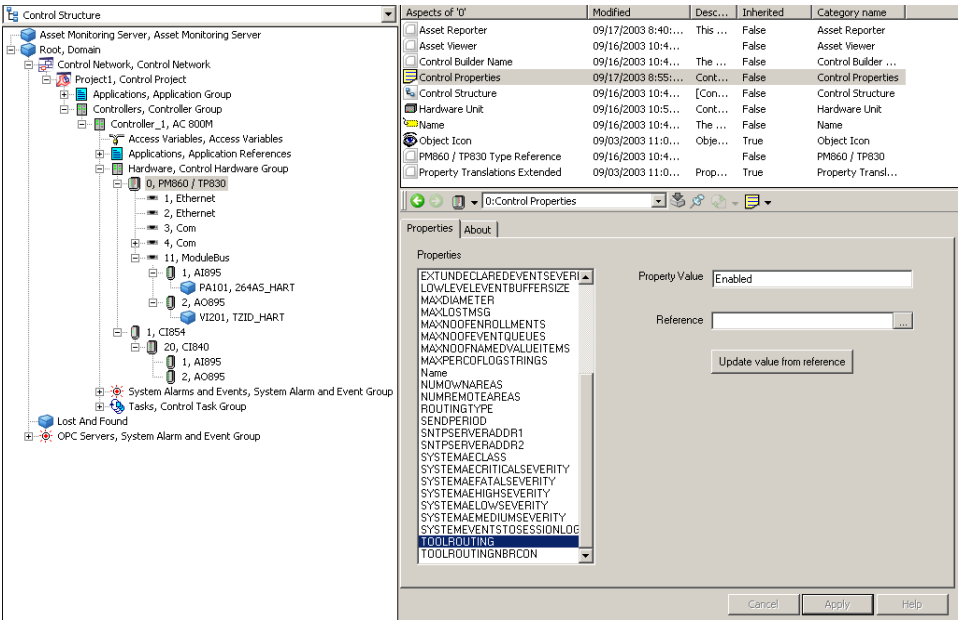 Control Structure
Asset Monitoring Server, Asset Monitoring Server
Root, Domain
Control Network, Control Network
Project1, Control Project
Applications, Application Group
Controllers, Controller Group
Controller_1, AC 800M
Access Variables, Access Variables
Applications, Application References
Hardware, Control Hardware Group
0, PM860 / TP830
1, Ethernet
2, Ethernet
3, Com
4, Com
11, ModuleBus
1, AI895
PA101, 264AS_HART
2, AO895
VI201, TZID_HART
1, CI854
20, CI840
1, AI895
2, AO895
System Alarms and Events, System Alarm and Event Group
Tasks, Control Task Group
Lost And Found
OPC Servers, System Alarm and Event Group
Aspects of '0' Modified Desc... Inherited Category name
Asset Reporter 09/17/2003 8:40:... This ... False Asset Reporter
Asset Viewer 09/16/2003 10:4... False Asset Viewer
Control Builder Name 09/16/2003 10:4... The ... False Control Builder ...
Control Properties 09/17/2003 8:55:... Cont... False Control Properties
Control Structure 09/16/2003 10:4... [Con... False Control Structure
Hardware Unit 09/16/2003 10:5... Cont... False Hardware Unit
Name 09/16/2003 10:4... The ... False Name
Object Icon 09/03/2003 11:0... Obje... True Object Icon
PM860 / TP830 Type Reference 09/16/2003 10:4... False PM860 / TP830
Property Translations Extended 09/03/2003 11:0... Prop... True Property Transl...
0:Control Properties
Properties About
Properties
EXTUNDECLAREDEVENTSEVERI
LOWLEVELEVENTBUFFERSIZE
MAXDIAMETER
MAXLOSTMSG
MAXNOOFENROLLMENTS
MAXNOOFEVENTQUEUES
MAXNOOFNAMEDVALUEITEMS
MAXPERCOFLOGSTRINGS
Name
NUMOWNAREAS
NUMREMOTEAREAS
ROUTINGTYPE
SENDPERIOD
SNTPSERVERADDR1
SNTPSERVERADDR2
SYSTEMAECLASS
SYSTEMAECRITICALSEVERITY
SYSTEMAEFATALSEVERITY
SYSTEMAEHIGHSEVERITY
SYSTEMAELOWSEVERITY
SYSTEMAEMEDIUMSEVERITY
SYSTEMEVENTSTOSESSIONLOG
TOOLROUTING
TOOLROUTINGNBRCON
Property Value Enabled
Reference ...
Update value from reference
Cancel Apply Help